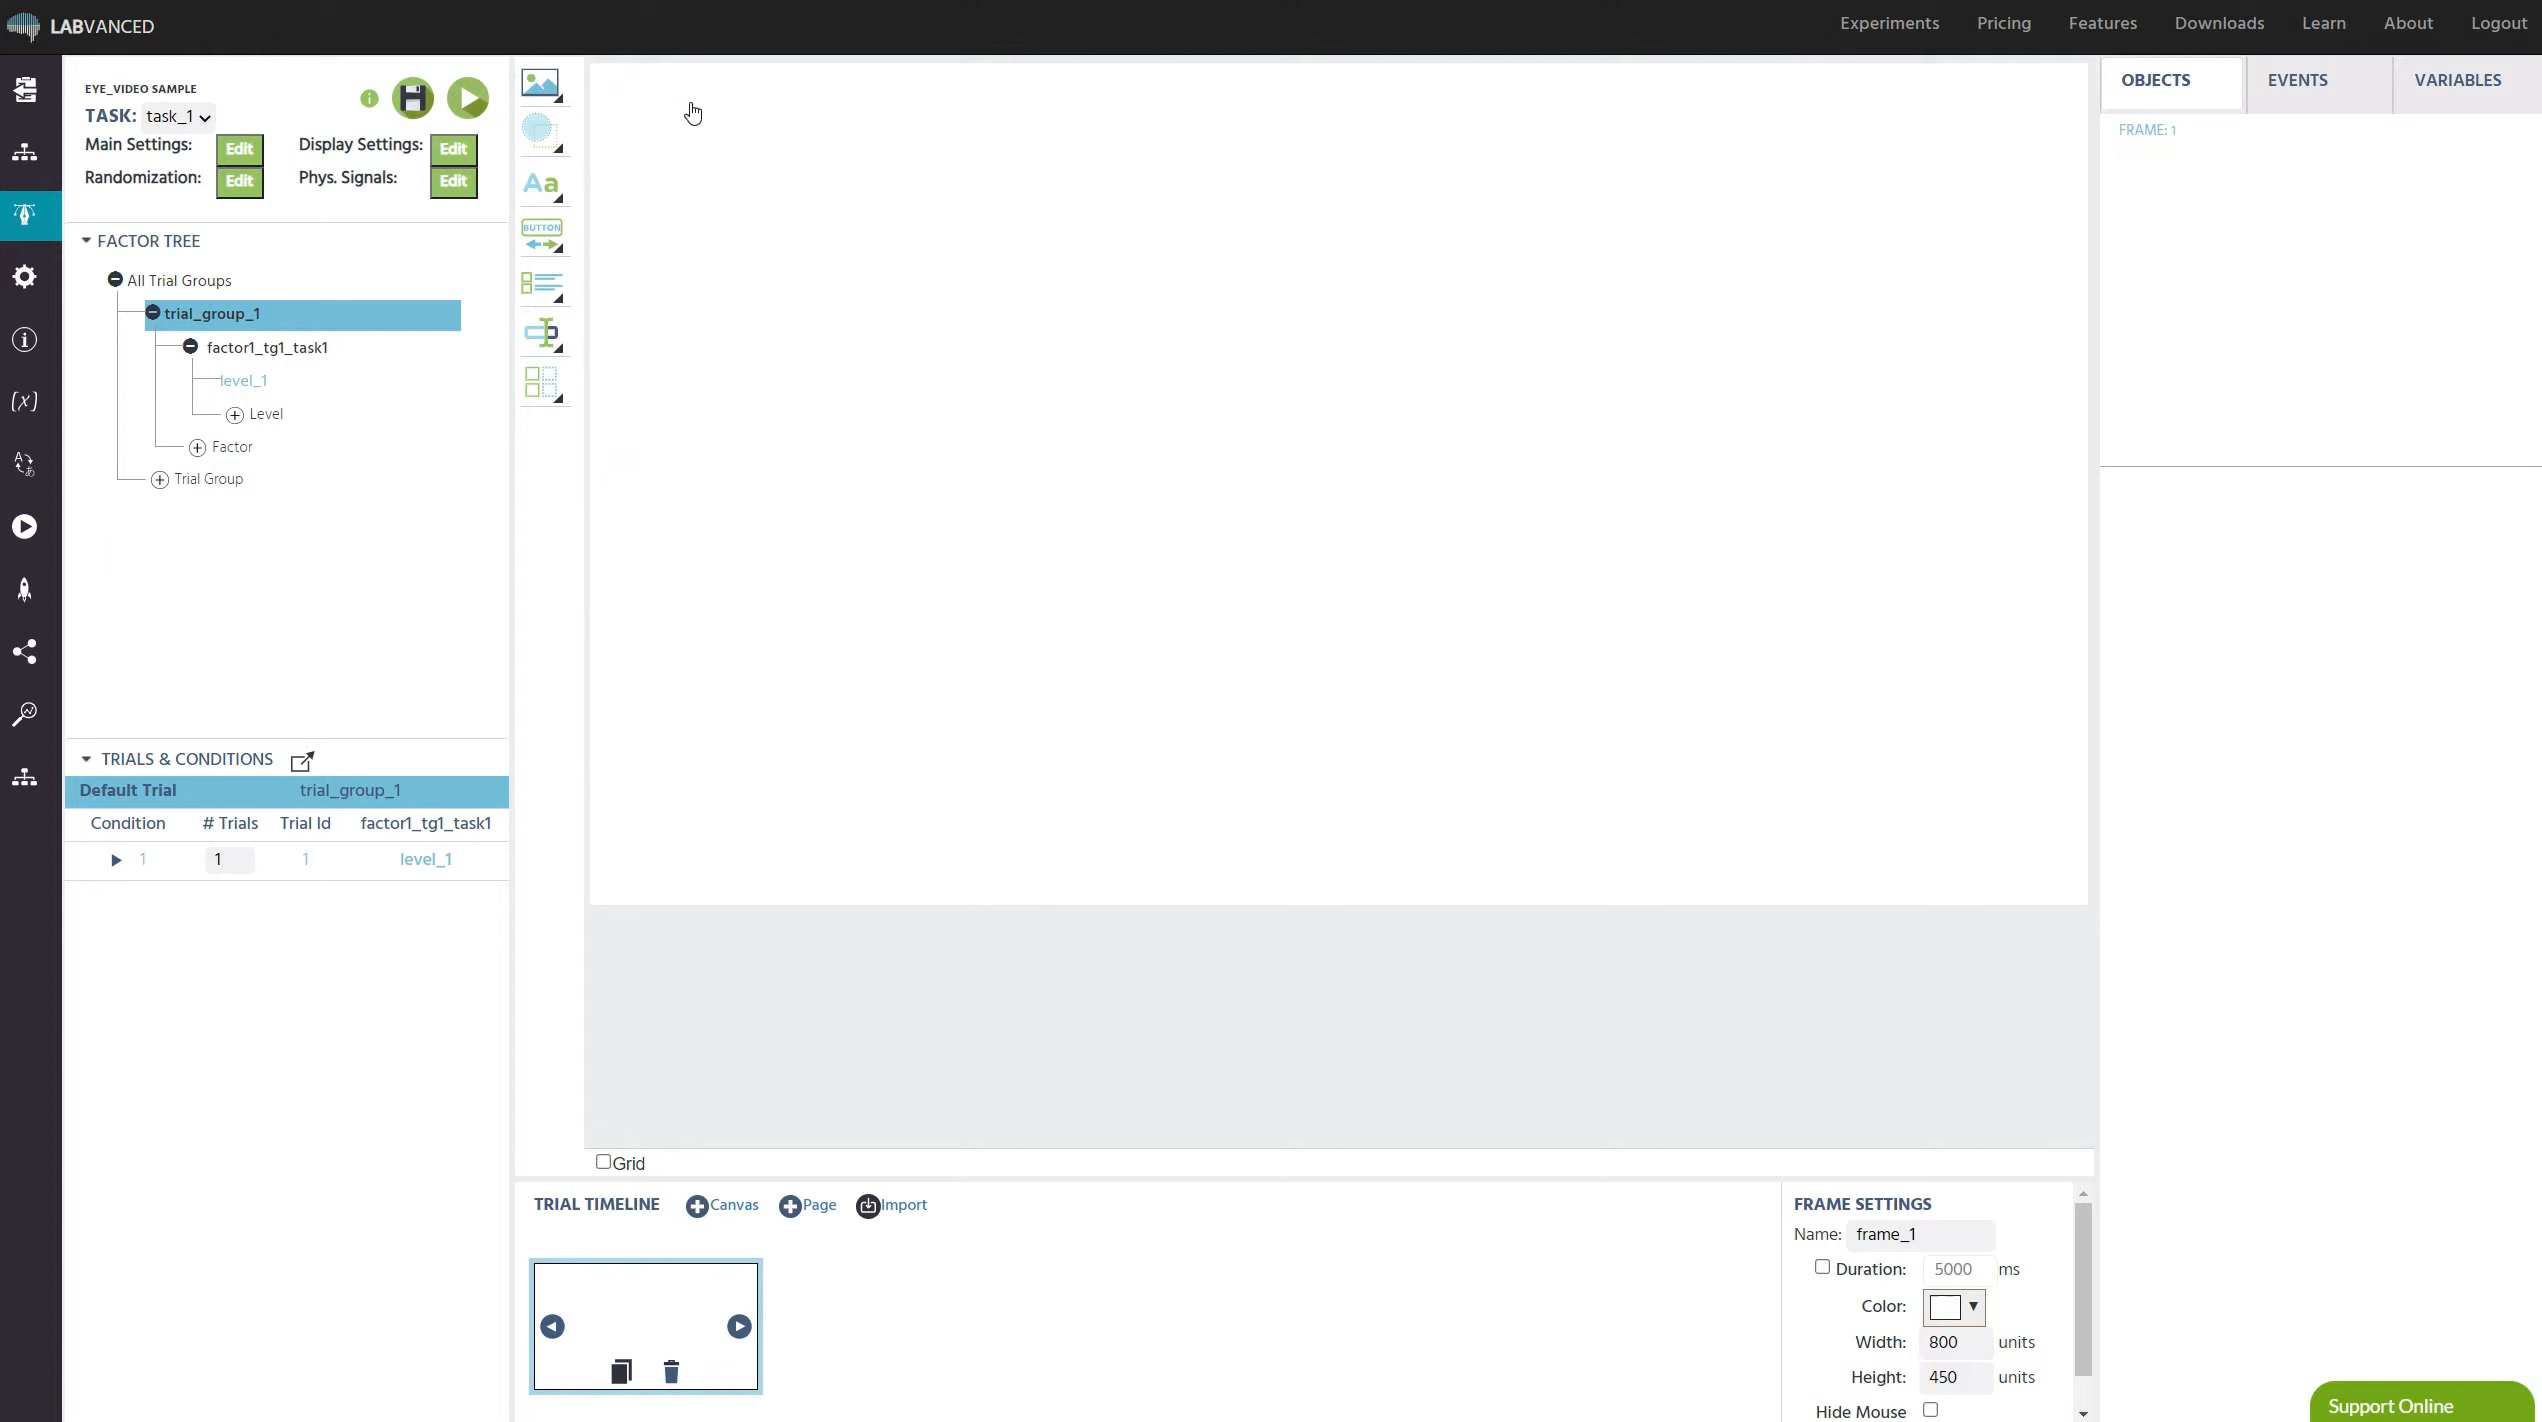 LABVANCED
Experiments Pricing Features Downloads Learn About Logout
EYE_VIDEO SAMPLE
TASK: task_1
Main Settings: Edit Display Settings: Edit
Randomization: Edit Phys. Signals: Edit
FACTOR TREE
All Trial Groups
trial_group_1
factor1_tg1_task1
level_1
Level
Factor
Trial Group
TRIALS & CONDITIONS
Default Trial trial_group_1
Condition # Trials Trial Id factor1_tg1_task1
1 1 1 level_1
Aa
BUTTON
OBJECTS EVENTS VARIABLES
FRAME: 1
Grid
TRIAL TIMELINE Canvas Page Import
FRAME SETTINGS
Name: frame_1
Duration: 5000 ms
Color:
Width: 800 units
Height: 450 units
Hide Mouse
Support Online